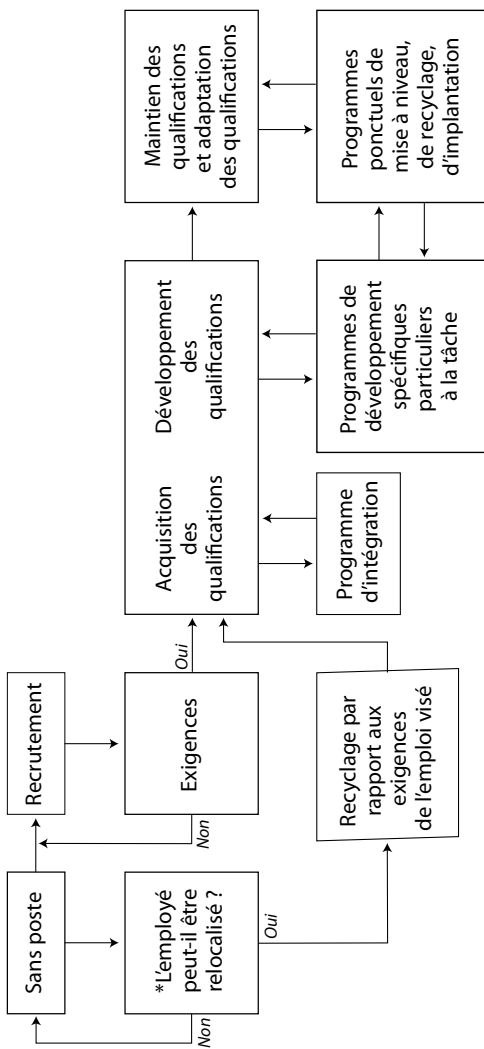 Sans poste
Recrutement
*L'employé
peut-il être
relocalisé ?
Non
Oui
Exigences
Non
Oui
Recyclage par
rapport aux
exigences
de l'emploi visé
Acquisition
des
qualifications
Développement
des
qualifications
Maintien des
qualifications
et adaptation
des qualifications
Programme
d'intégration
Programmes de
développement
spécifiques
particuliers
à la tâche
Programmes
ponctuels de
mise à niveau,
de recyclage,
d'implantation